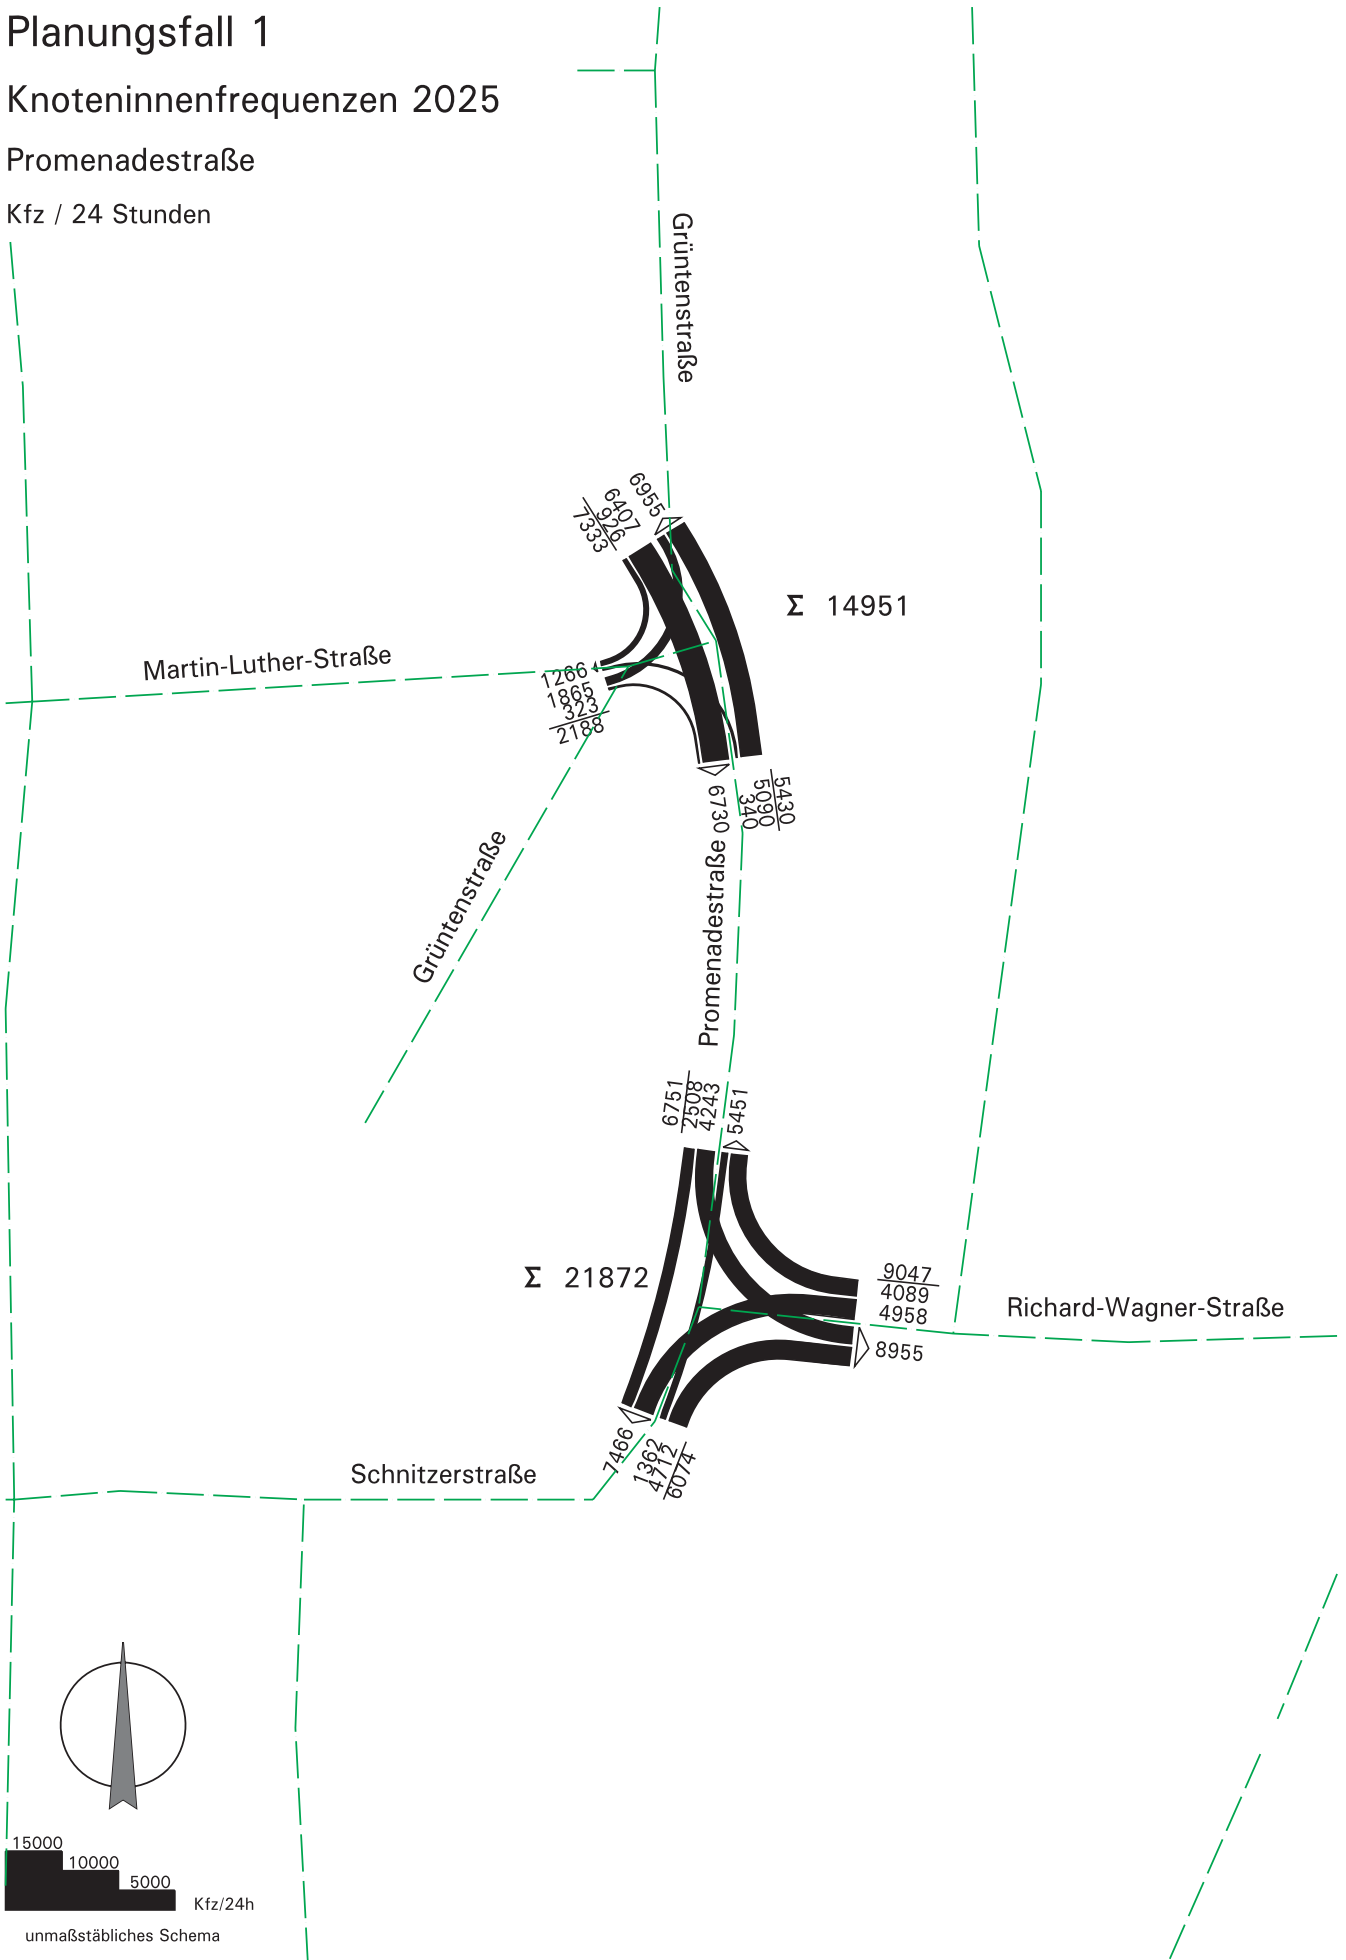 Planungsfall 1
Knoteninnenfrequenzen 2025
Promenadestraße
Kfz / 24 Stunden
Grüntenstraße
6955
6407
926
7333
Σ 14951
Martin-Luther-Straße
1266
1865
323
2188
6730
340
5090
5430
Grüntenstraße
Promenadestraße
6751
2508
4243
5451
Σ 21872
9047
4089
4958
8955
Richard-Wagner-Straße
7466
1362
4712
6074
Schnitzerstraße
15000
10000
5000
Kfz/24h
unmaßstäbliches Schema